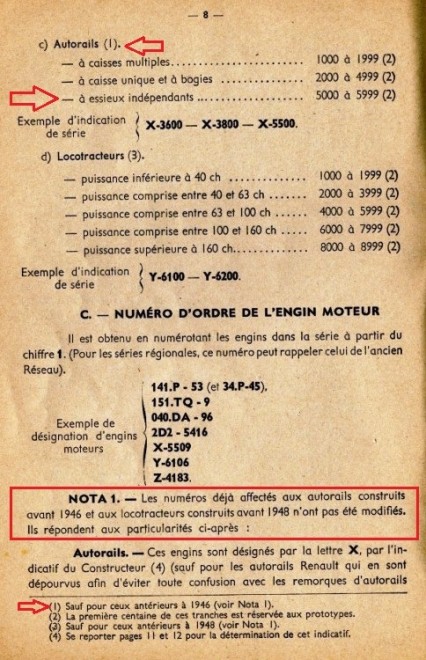 — 8 —
c) Autorails (1).
— à caisses multiples................ 1000 à 1999 (2)
— à caisse unique et à bogies ........ 2000 à 4999 (2)
— à essieux indépendants ............. 5000 à 5999 (2)
Exemple d'indication
de série
X-3600 — X-3800 — X-5500.
d) Locotracteurs (3).
— puissance inférieure à 40 ch ............ 1000 à 1999 (2)
— puissance comprise entre 40 et 63 ch .... 2000 à 3999 (2)
— puissance comprise entre 63 et 100 ch .... 4000 à 5999 (2)
— puissance comprise entre 100 et 160 ch .. 6000 à 7999 (2)
— puissance supérieure à 160 ch............ 8000 à 8999 (2)
Exemple d'indication
de série
Y-6100 — Y-6200.
C. — NUMÉRO D'ORDRE DE L'ENGIN MOTEUR
Il est obtenu en numérotant les engins dans la série à partir du
chiffre 1. (Pour les séries régionales, ce numéro peut rappeler celui de l'ancien
Réseau).
Exemple de
désignation d'engins
moteurs
141.P - 53 (et 34.P-45),
151.TQ - 9
040.DA - 96
2D2 - 5416
X-5509
Y-6106
Z-4183.
NOTA 1. — Les numéros déjà affectés aux autorails construits
avant 1946 et aux locotracteurs construits avant 1948 n'ont pas été modifiés.
Ils répondent aux particularités ci-après :
Autorails. — Ces engins sont désignés par la lettre X, par l'in-
dicatif du Constructeur (4) (sauf pour les autorails Renault qui en sont
dépourvus afin d'éviter toute confusion avec les remorques d'autorails
(1) Sauf pour ceux antérieurs à 1946 (voir Nota 1).
(2) La première centaine de ces tranches est réservée aux prototypes.
(3) Sauf pour ceux antérieurs à 1948 (voir Nota 1).
(4) Se reporter pages 11 et 12 pour la détermination de cet indicatif.